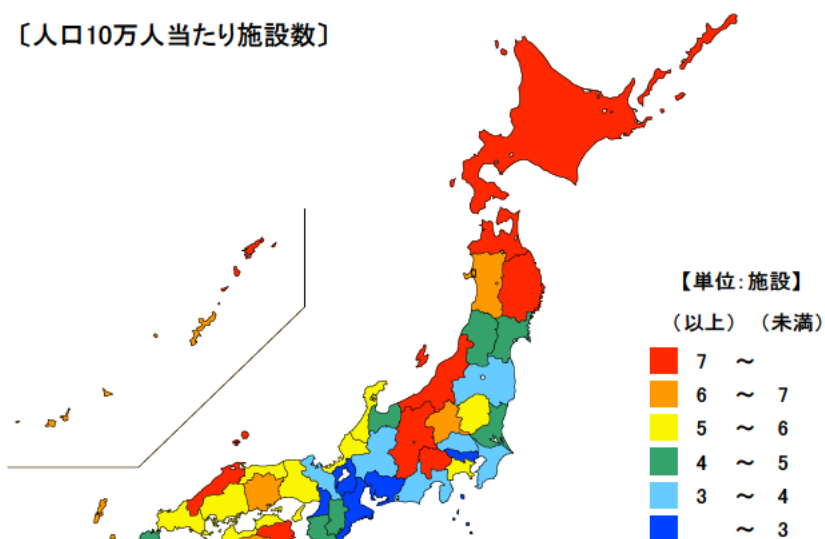 〔人口10万人当たり施設数〕
【単位:施設】
（以上）（未満）
7 ～
6 ～ 7
5 ～ 6
4 ～ 5
3 ～ 4
～ 3